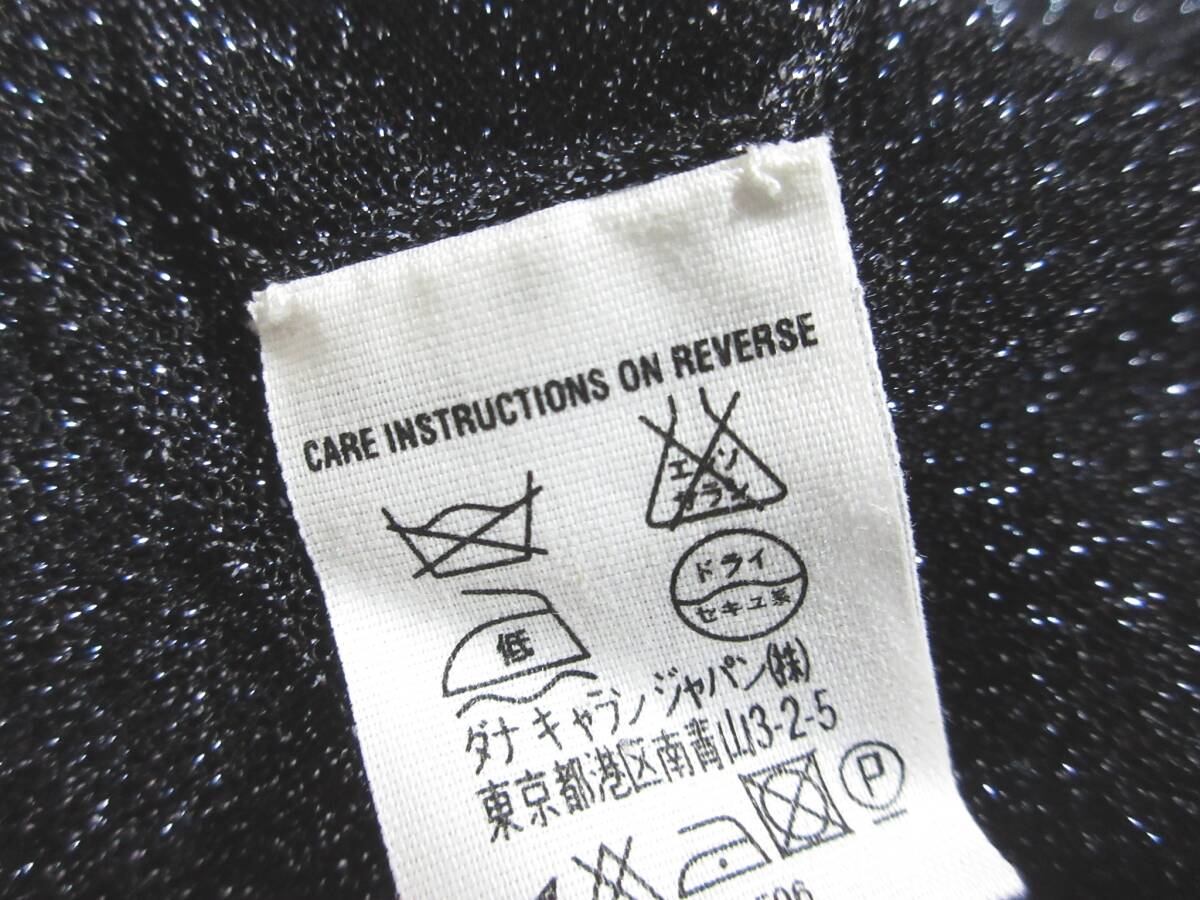 CARE INSTRUCTIONS ON REVERSE
エンソ
サラシ
ドライ
セキユ系
低
ダナ キャラン ジャパン(株)
東京都港区南青山3-2-5
P